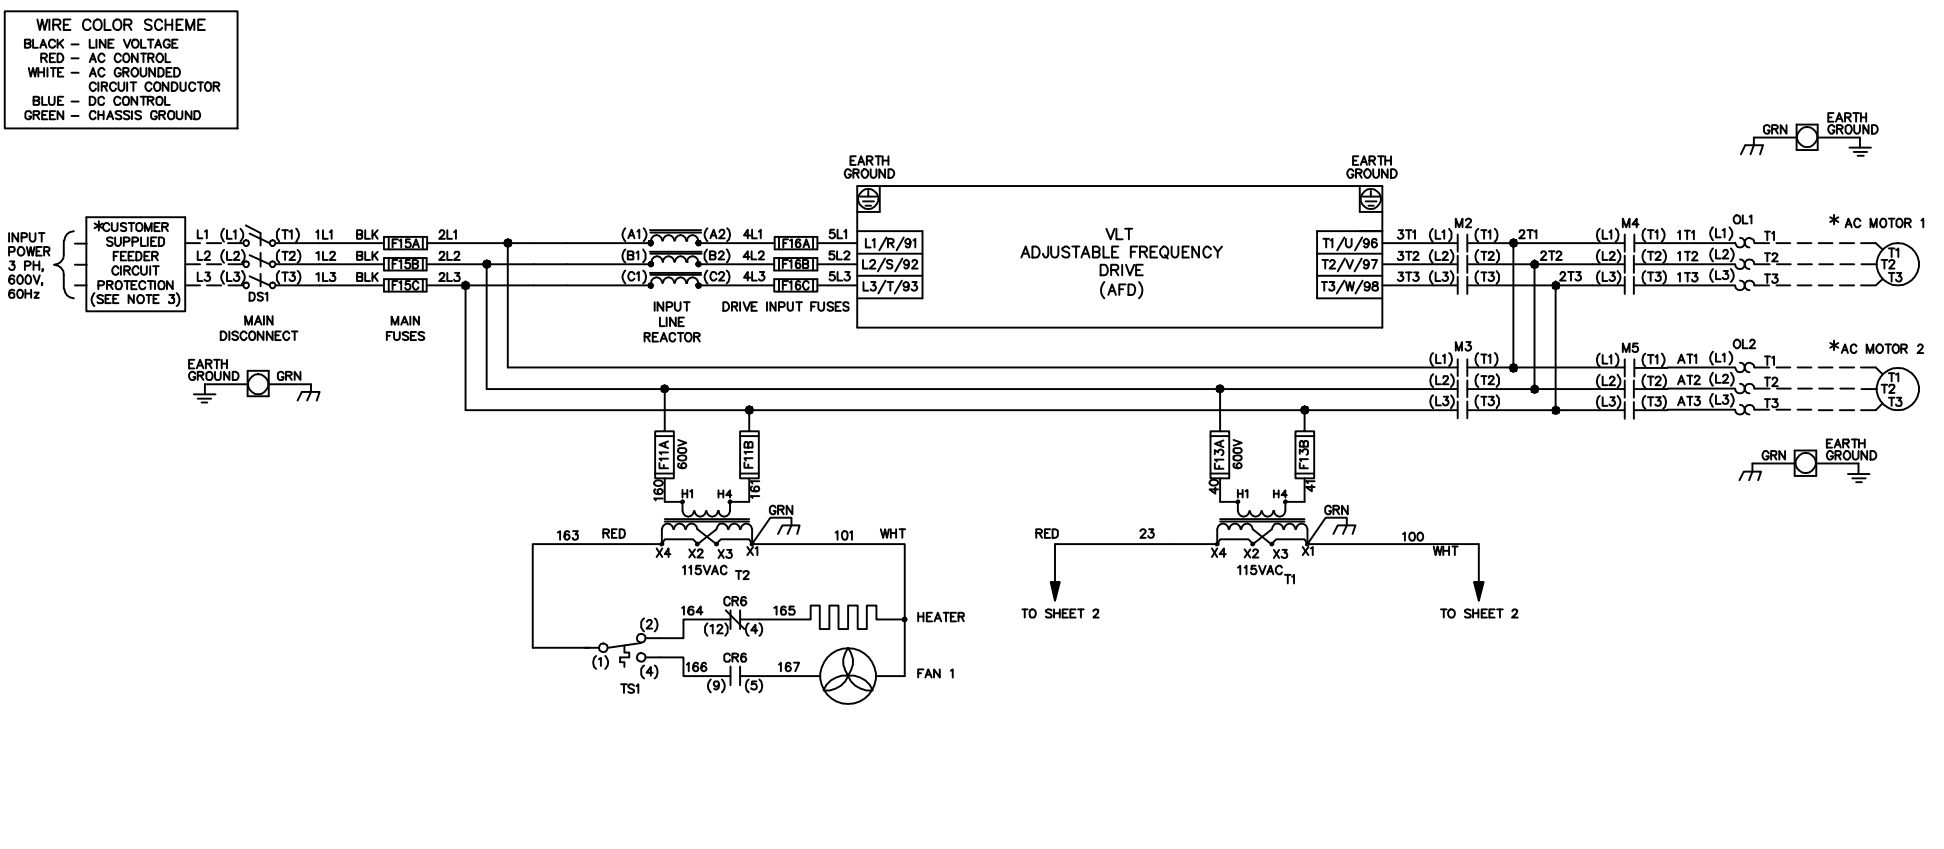 WIRE COLOR SCHEME
BLACK – LINE VOLTAGE
RED – AC CONTROL
WHITE – AC GROUNDED
CIRCUIT CONDUCTOR
BLUE – DC CONTROL
GREEN – CHASSIS GROUND
GRN
EARTH
GROUND
EARTH
GROUND
EARTH
GROUND
INPUT
POWER
3 PH,
600V,
60Hz
*CUSTOMER
SUPPLIED
FEEDER
CIRCUIT
PROTECTION
(SEE NOTE 3)
L1 (L1) (T1) 1L1 BLK F15A 2L1
L2 (L2) (T2) 1L2 BLK F15B 2L2
L3 (L3) (T3) 1L3 BLK F15C 2L3
DS1
MAIN
DISCONNECT
MAIN
FUSES
(A1) (A2) 4L1 F16A 5L1
(B1) (B2) 4L2 F16B 5L2
(C1) (C2) 4L3 F16C 5L3
INPUT
LINE
REACTOR
DRIVE INPUT FUSES
L1/R/91
L2/S/92
L3/T/93
VLT
ADJUSTABLE FREQUENCY
DRIVE
(AFD)
T1/U/96
T2/V/97
T3/W/98
M2
M4
OL1
* AC MOTOR 1
3T1 (L1) (T1) 2T1 (L1) (T1) 1T1 (L1) T1
3T2 (L2) (T2) 2T2 (L2) (T2) 1T2 (L2) T2
3T3 (L3) (T3) 2T3 (L3) (T3) 1T3 (L3) T3
T1
T2
T3
EARTH
GROUND
GRN
M3
M5
OL2
*AC MOTOR 2
(L1) (T1) (L1) (T1) AT1 (L1) T1
(L2) (T2) (L2) (T2) AT2 (L2) T2
(L3) (T3) (L3) (T3) AT3 (L3) T3
T1
T2
T3
GRN
EARTH
GROUND
F11A
600V
F11B
160
161
H1 H4
GRN
163 RED
101 WHT
X4 X2 X3 X1
115VAC T2
F13A
600V
F13B
40
41
H1 H4
GRN
RED 23
100
WHT
X4 X2 X3 X1
115VAC T1
TO SHEET 2
TO SHEET 2
CR6
164 165
(12) (4)
HEATER
(2)
(1)
(4)
TS1
CR6
166 167
(9) (5)
FAN 1